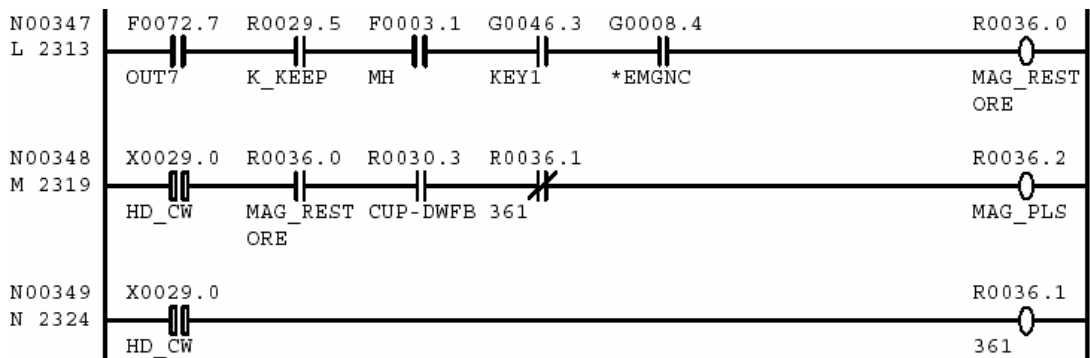 N00347 F0072.7 R0029.5 F0003.1 G0046.3 G0008.4 R0036.0
L 2313
OUT7 K_KEEP MH KEY1 *EMGNC MAG_REST
ORE
N00348 X0029.0 R0036.0 R0030.3 R0036.1 R0036.2
M 2319
HD_CW MAG_REST CUP-DWFB 361 MAG_PLS
ORE
N00349 X0029.0 R0036.1
N 2324
HD_CW 361